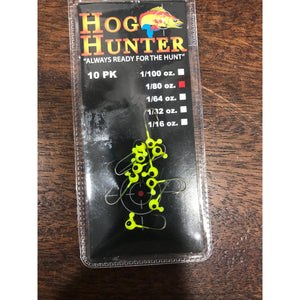 HOG
HUNTER
"ALWAYS READY FOR THE HUNT"
10 PK
1/100 oz.
1/80 oz.
1/64 oz.
1/32 oz.
1/16 oz.